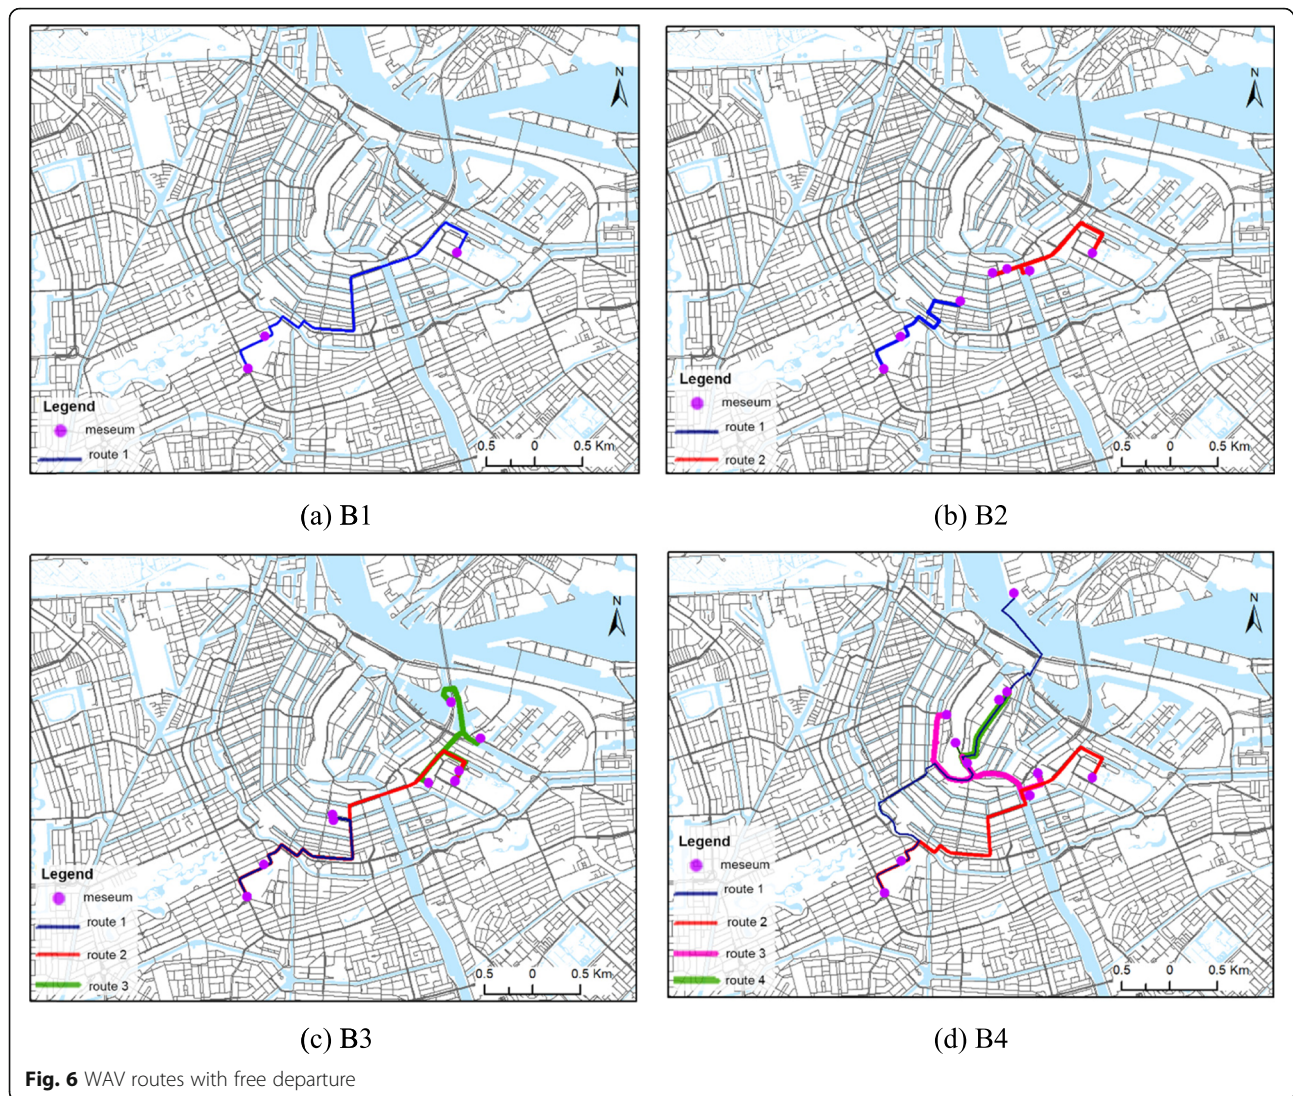 N
Legend
meseum
route 1
0.5 0 0.5 Km
(a) B1
N
Legend
meseum
route 1
route 2
0.5 0 0.5 Km
(b) B2
N
Legend
meseum
route 1
route 2
route 3
0.5 0 0.5 Km
(c) B3
N
Legend
meseum
route 1
route 2
route 3
route 4
0.5 0 0.5 Km
(d) B4
Fig. 6 WAV routes with free departure